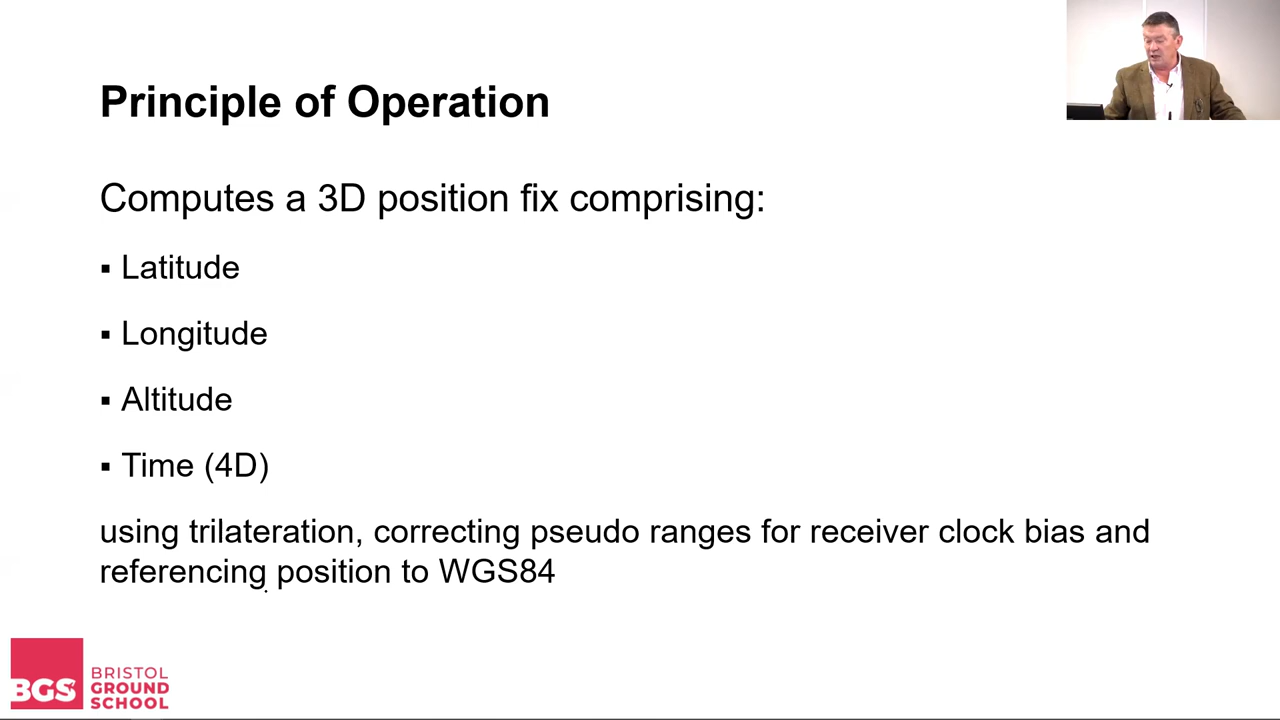 Principle of Operation
Computes a 3D position fix comprising:
▪ Latitude
▪ Longitude
▪ Altitude
▪ Time (4D)
using trilateration, correcting pseudo ranges for receiver clock bias and
referencing position to WGS84
BGS
BRISTOL
GROUND
SCHOOL